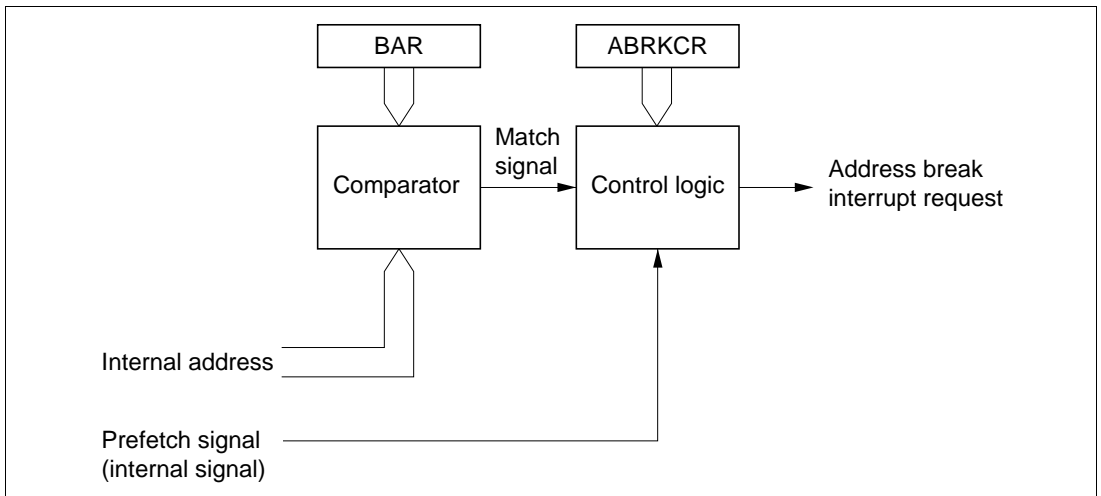 BAR
ABRKCR
Match
signal
Comparator
Control logic
Address break
interrupt request
Internal address
Prefetch signal
(internal signal)